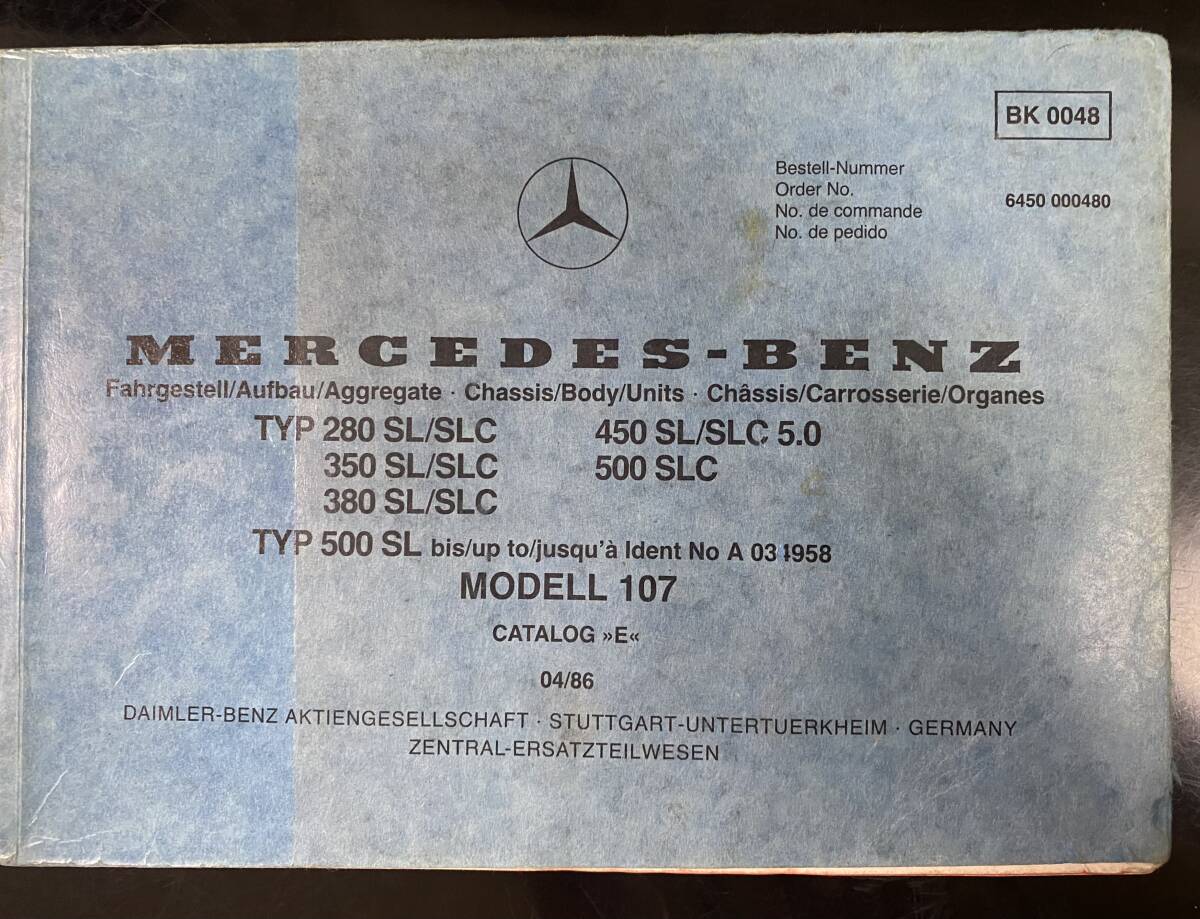 BK 0048
Bestell-Nummer
Order No.
No. de commande
No. de pedido
6450 000480
MERCEDES-BENZ
Fahrgestell/Aufbau/Aggregate · Chassis/Body/Units · Châssis/Carrosserie/Organes
TYP 280 SL/SLC 450 SL/SLC 5.0
350 SL/SLC 500 SLC
380 SL/SLC
TYP 500 SL bis/up to/jusqu'à Ident No A 034958
MODELL 107
CATALOG »E«
04/86
DAIMLER-BENZ AKTIENGESELLSCHAFT · STUTTGART-UNTERTUERKHEIM · GERMANY
ZENTRAL-ERSATZTEILWESEN